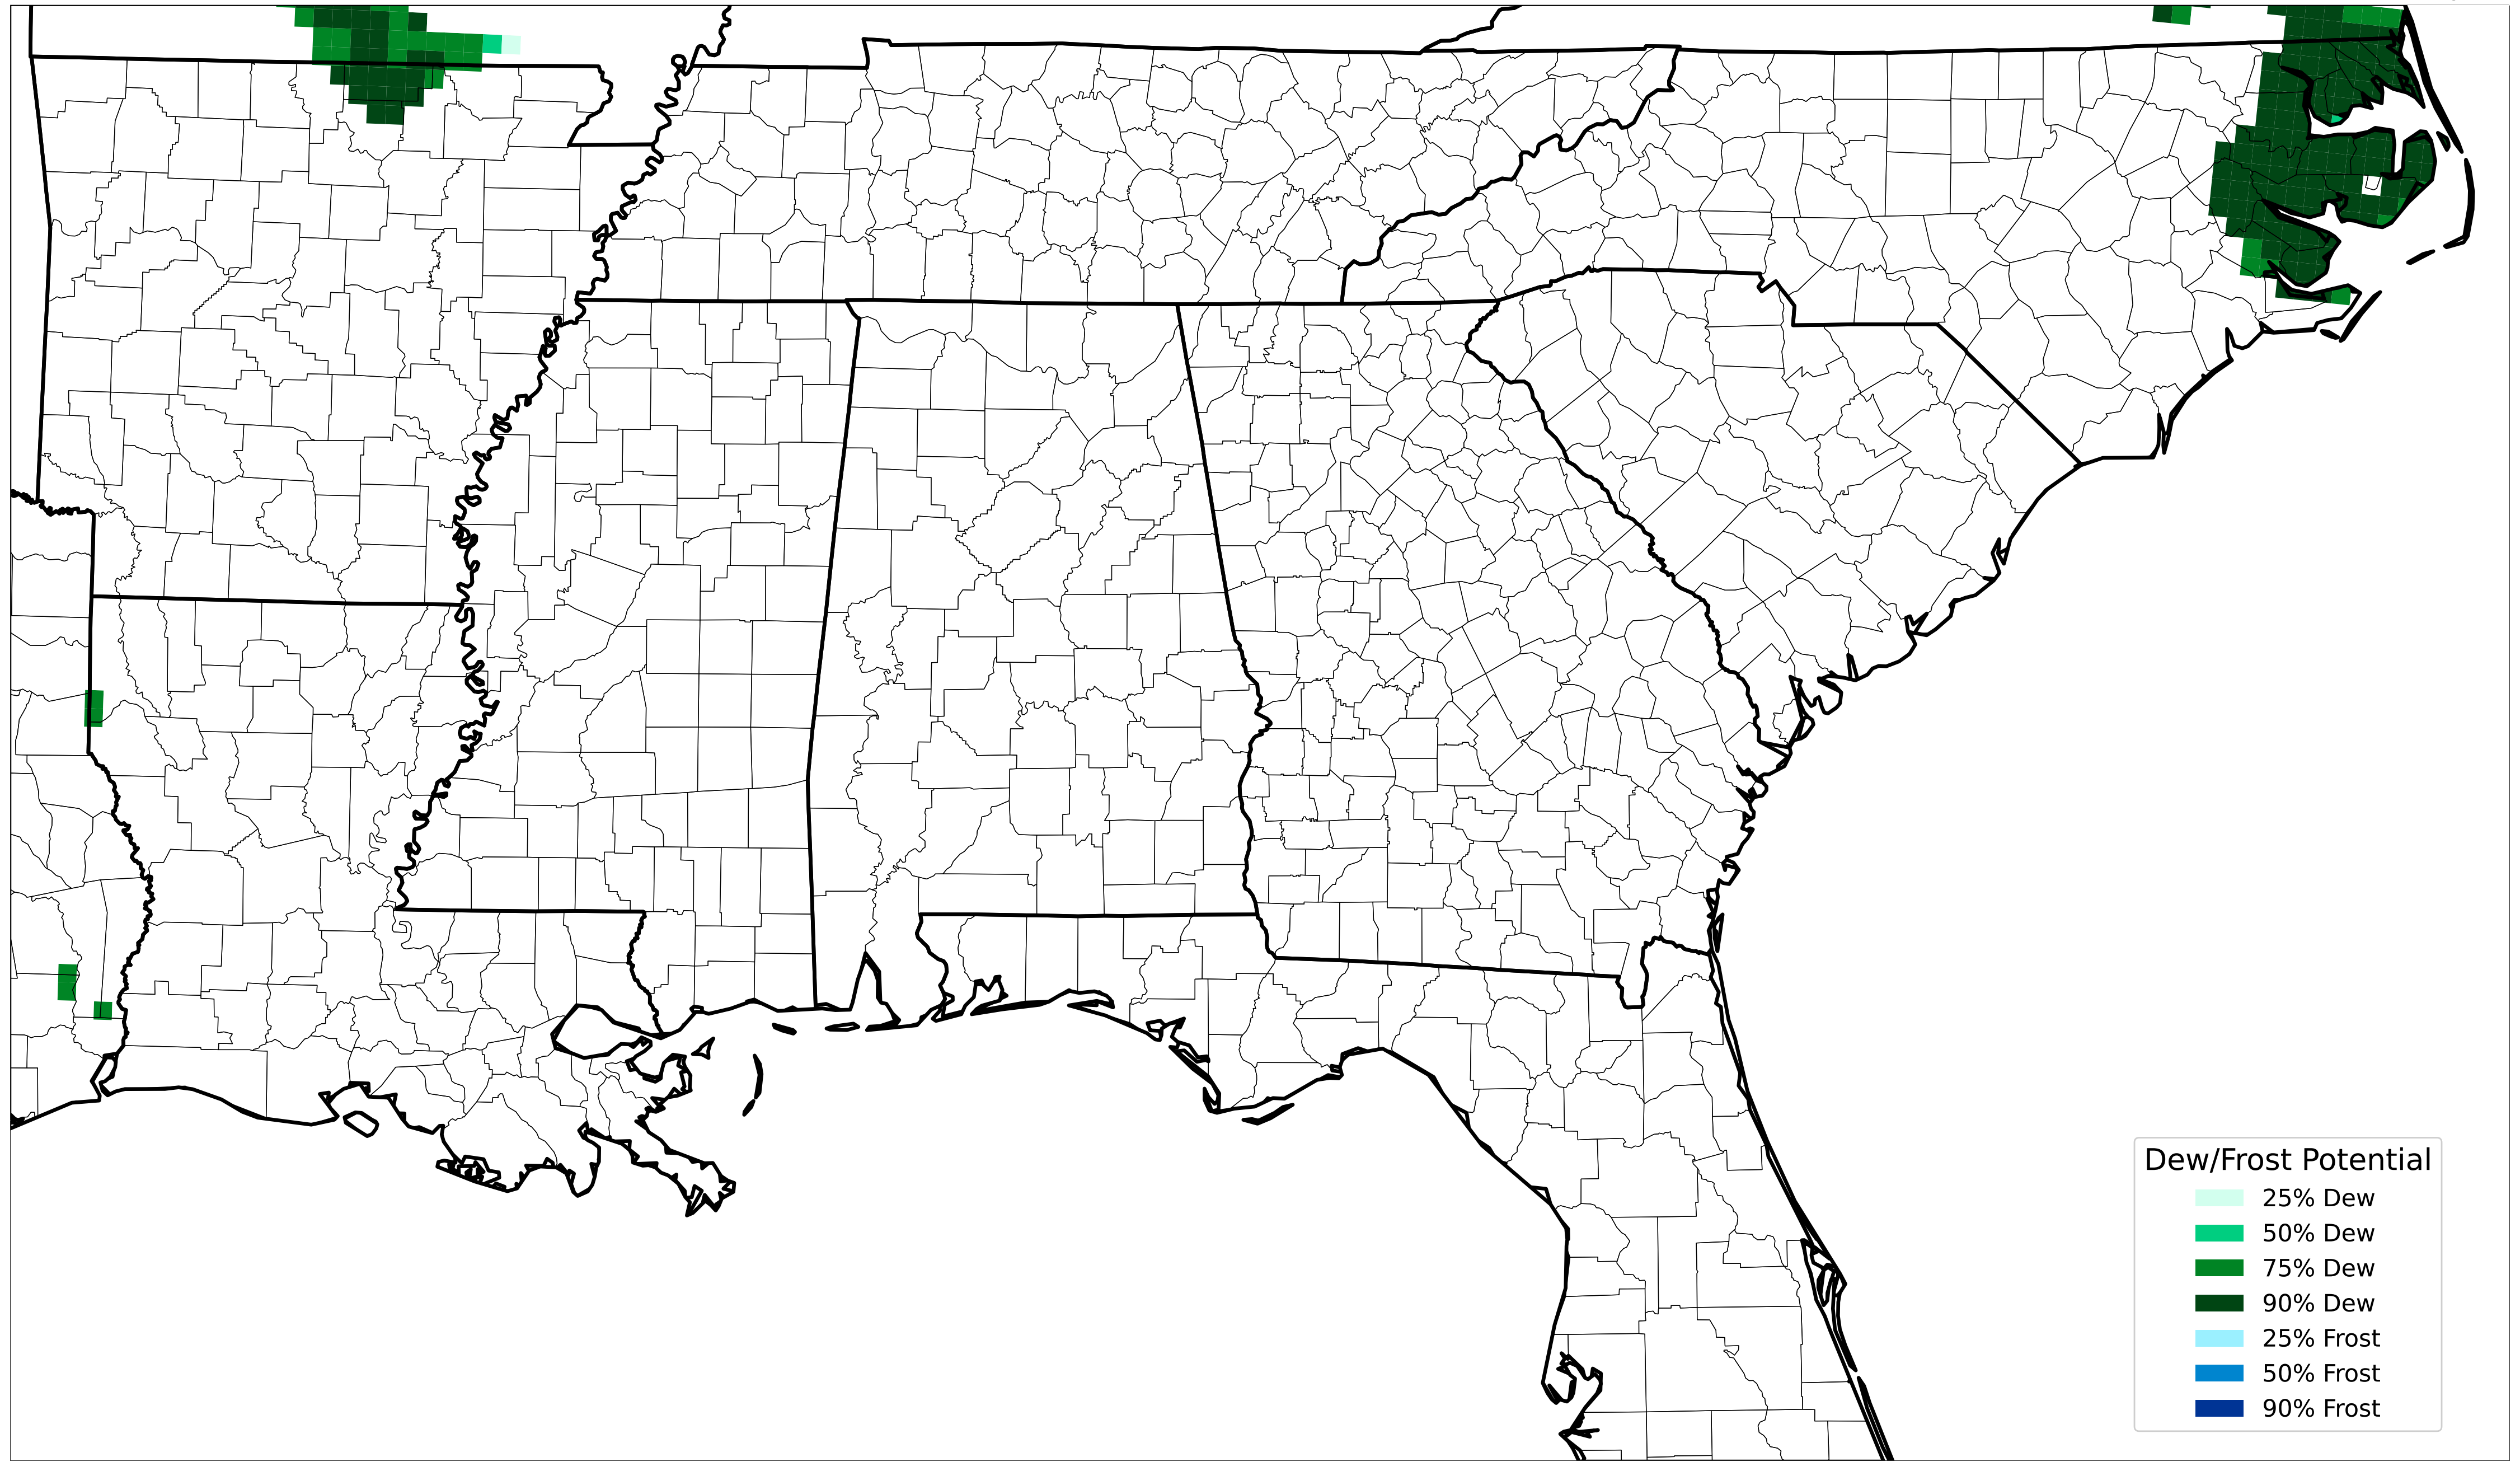 Dew/Frost Potential
25% Dew
50% Dew
75% Dew
90% Dew
25% Frost
50% Frost
90% Frost